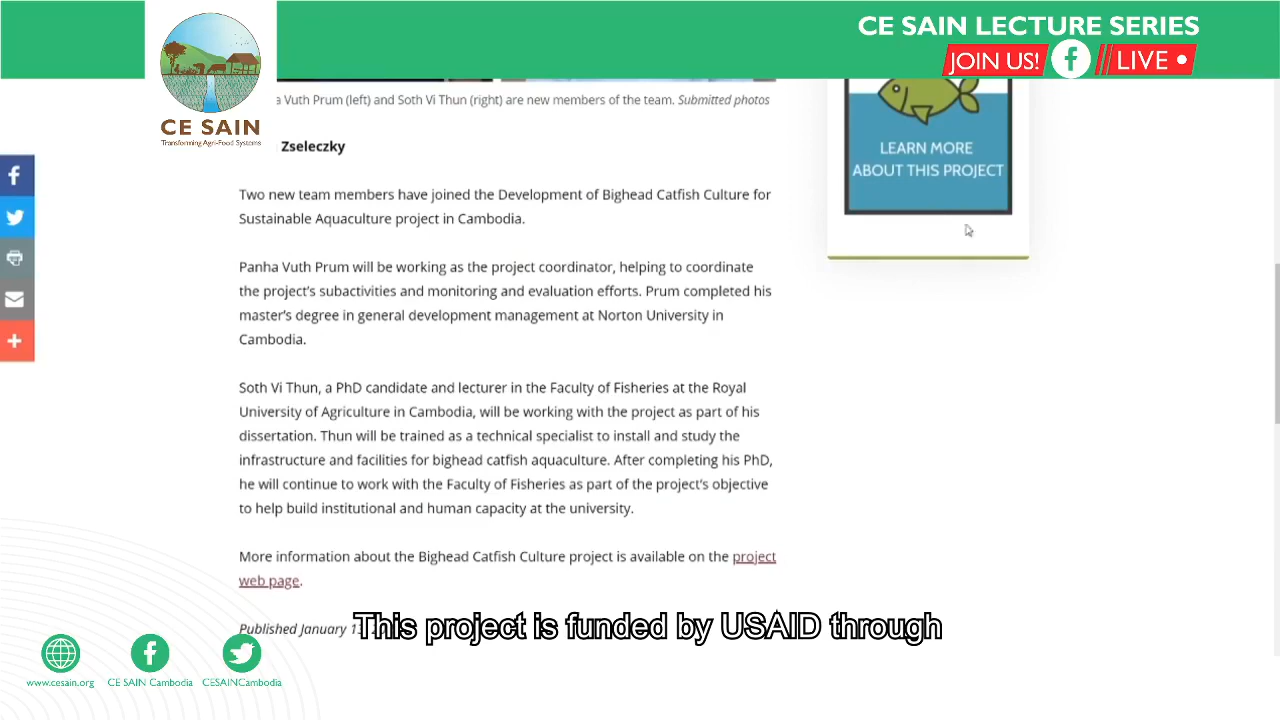 CE SAIN LECTURE SERIES
JOIN US!
LIVE
CE SAIN
Transforming Agri-Food Systems
a Vuth Prum (left) and Soth Vi Thun (right) are new members of the team. Submitted photos
Zseleczky
LEARN MORE
ABOUT THIS PROJECT
Two new team members have joined the Development of Bighead Catfish Culture for
Sustainable Aquaculture project in Cambodia.
Panha Vuth Prum will be working as the project coordinator, helping to coordinate
the project's subactivities and monitoring and evaluation efforts. Prum completed his
master's degree in general development management at Norton University in
Cambodia.
Soth Vi Thun, a PhD candidate and lecturer in the Faculty of Fisheries at the Royal
University of Agriculture in Cambodia, will be working with the project as part of his
dissertation. Thun will be trained as a technical specialist to install and study the
infrastructure and facilities for bighead catfish aquaculture. After completing his PhD,
he will continue to work with the Faculty of Fisheries as part of the project's objective
to help build institutional and human capacity at the university.
More information about the Bighead Catfish Culture project is available on the project
web page.
Published January
This project is funded by USAID through
www.cesain.org
CE SAIN Cambodia
CESAINCambodia